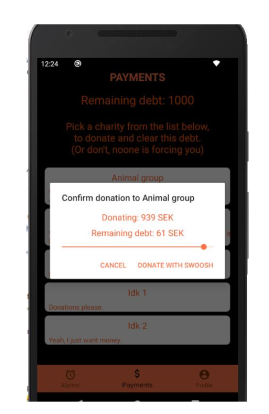 12:24
PAYMENTS
Remaining debt: 1000
Pick a charity from the list below,
to donate and clear this debt.
(Or don't, noone is forcing you)
Animal group
Confirm donation to Animal group
Donating: 939 SEK
Remaining debt: 61 SEK
CANCEL DONATE WITH SWOOSH
Idk 1
Donations please
Idk 2
Yeah, I just want money
Alarms Payments Profile